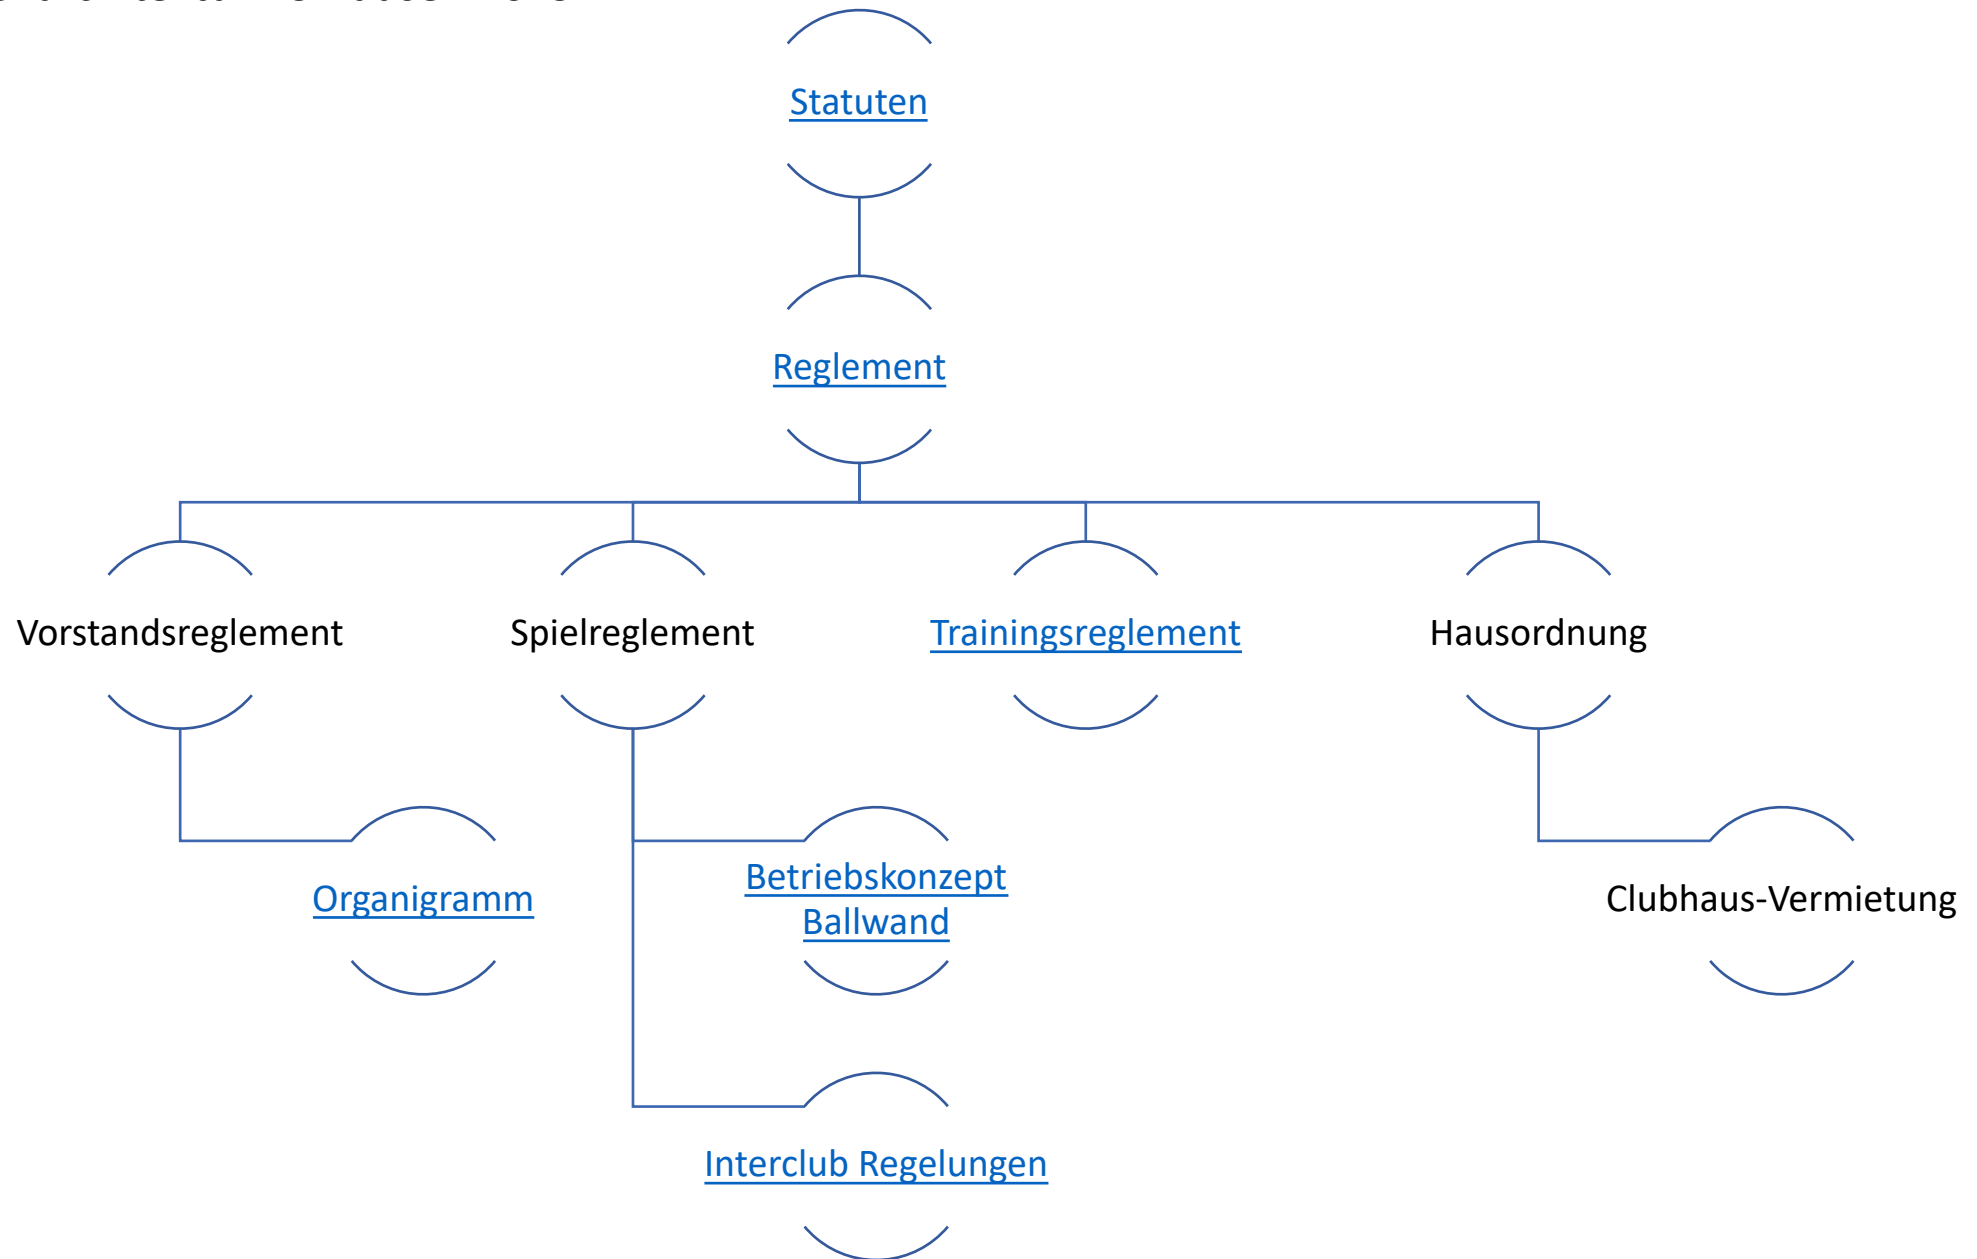 Statuten
Reglement
Vorstandsreglement
Spielreglement
Trainingsreglement
Hausordnung
Organigramm
Betriebskonzept
Ballwand
Clubhaus-Vermietung
Interclub Regelungen